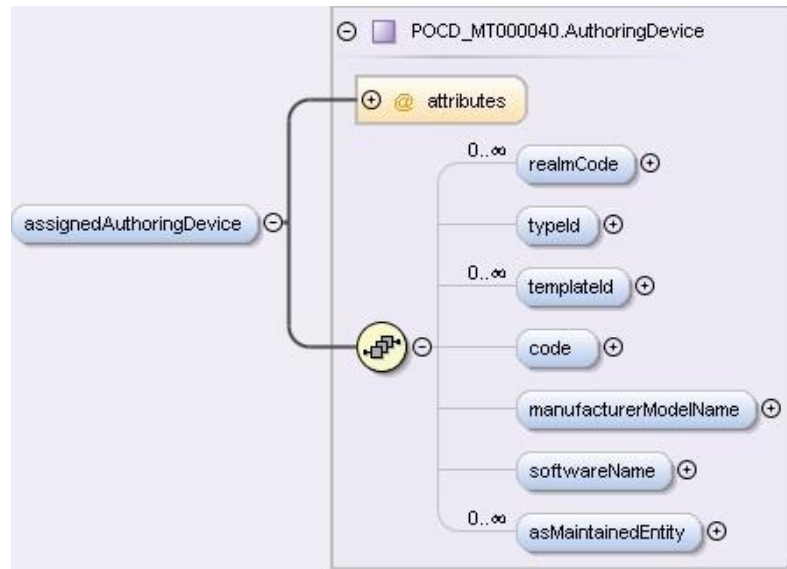 POCD_MT000040.AuthoringDevice
@ attributes
0..∞
realmCode
assignedAuthoringDevice
typeId
0..∞
templateId
code
manufacturerModelName
softwareName
0..∞
asMaintainedEntity